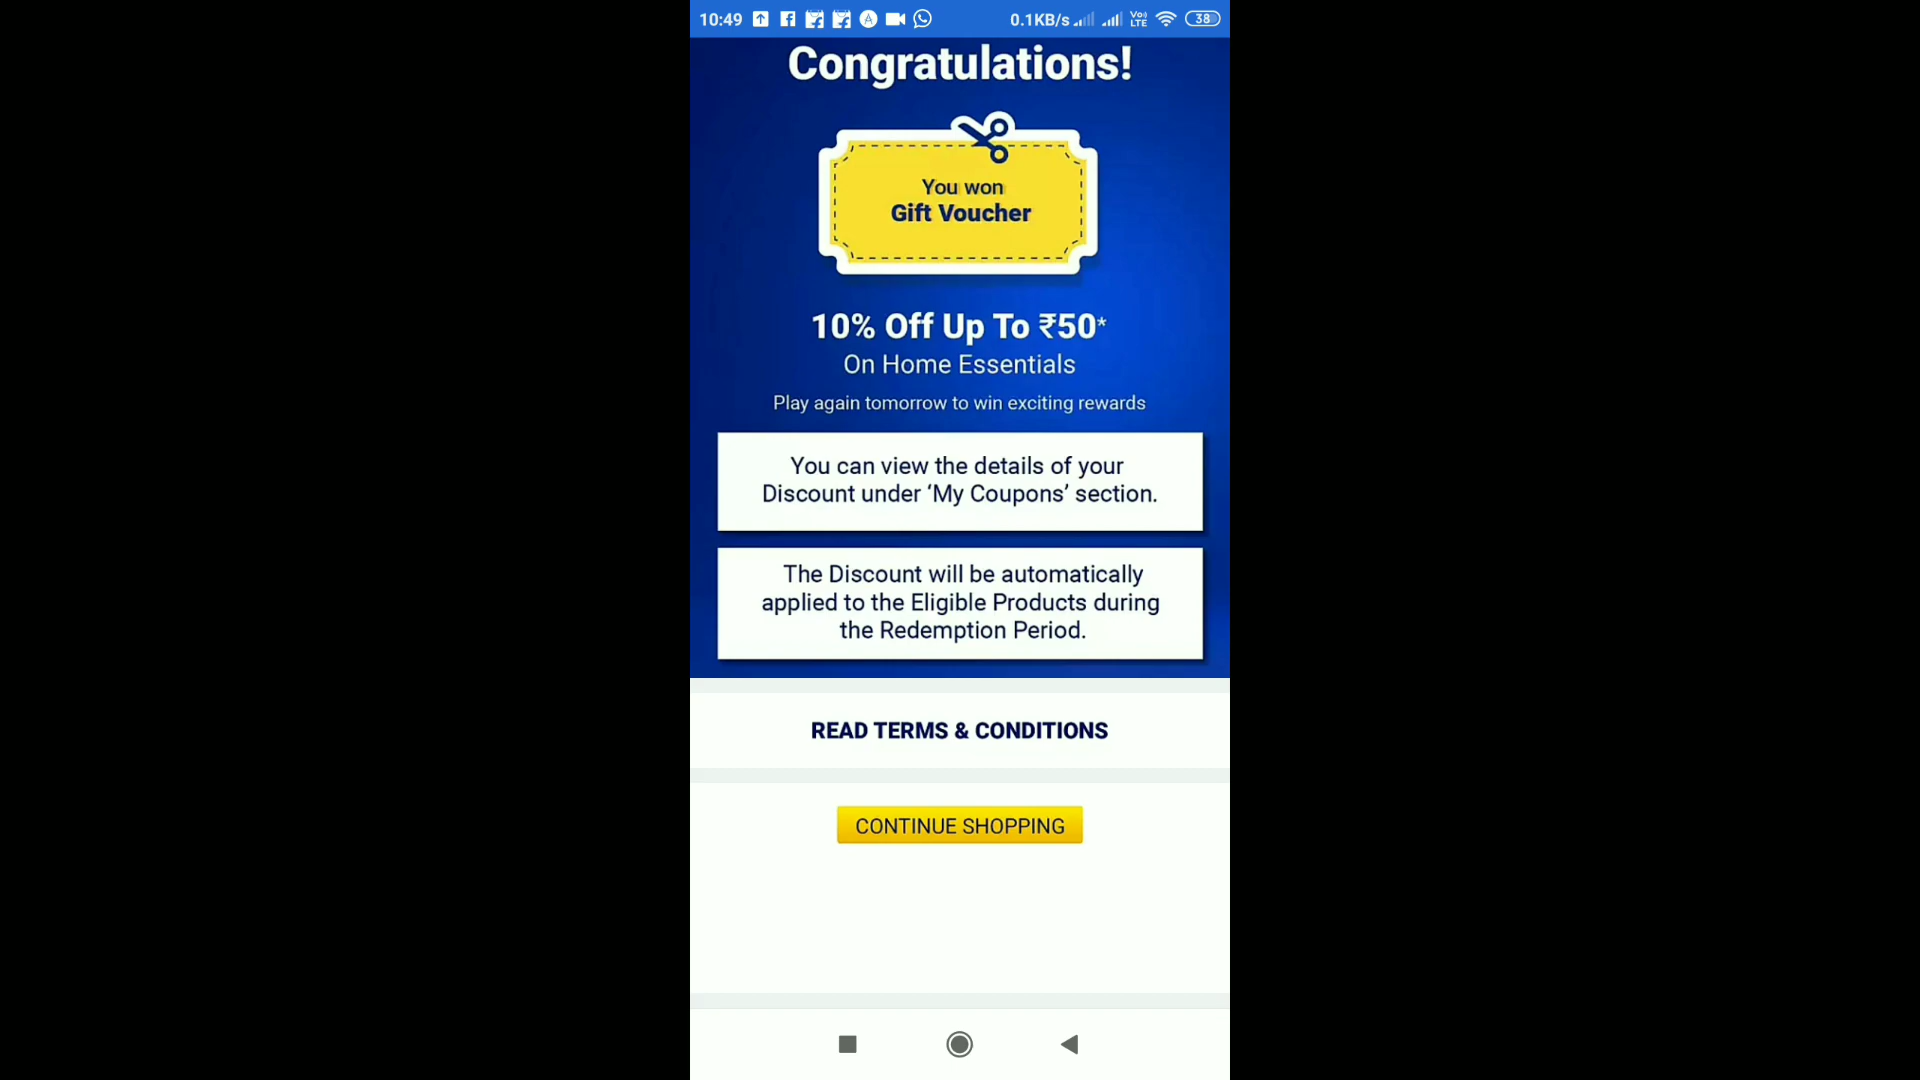 10:49 0.1KB/s Vo) LTE 38
Congratulations!
You won
Gift Voucher
10% Off Up To ₹50*
On Home Essentials
Play again tomorrow to win exciting rewards
You can view the details of your
Discount under ‘My Coupons’ section.
The Discount will be automatically
applied to the Eligible Products during
the Redemption Period.
READ TERMS & CONDITIONS
CONTINUE SHOPPING